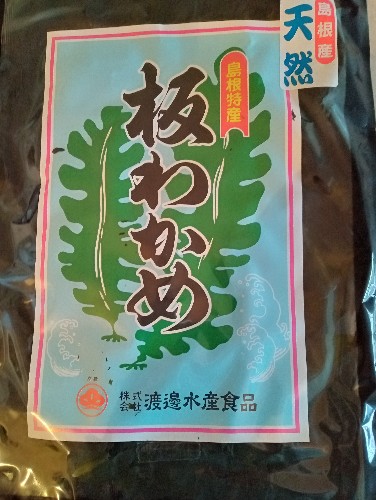 島根産
天然
島根特産
板わかめ
株式会社 渡邊水産食品